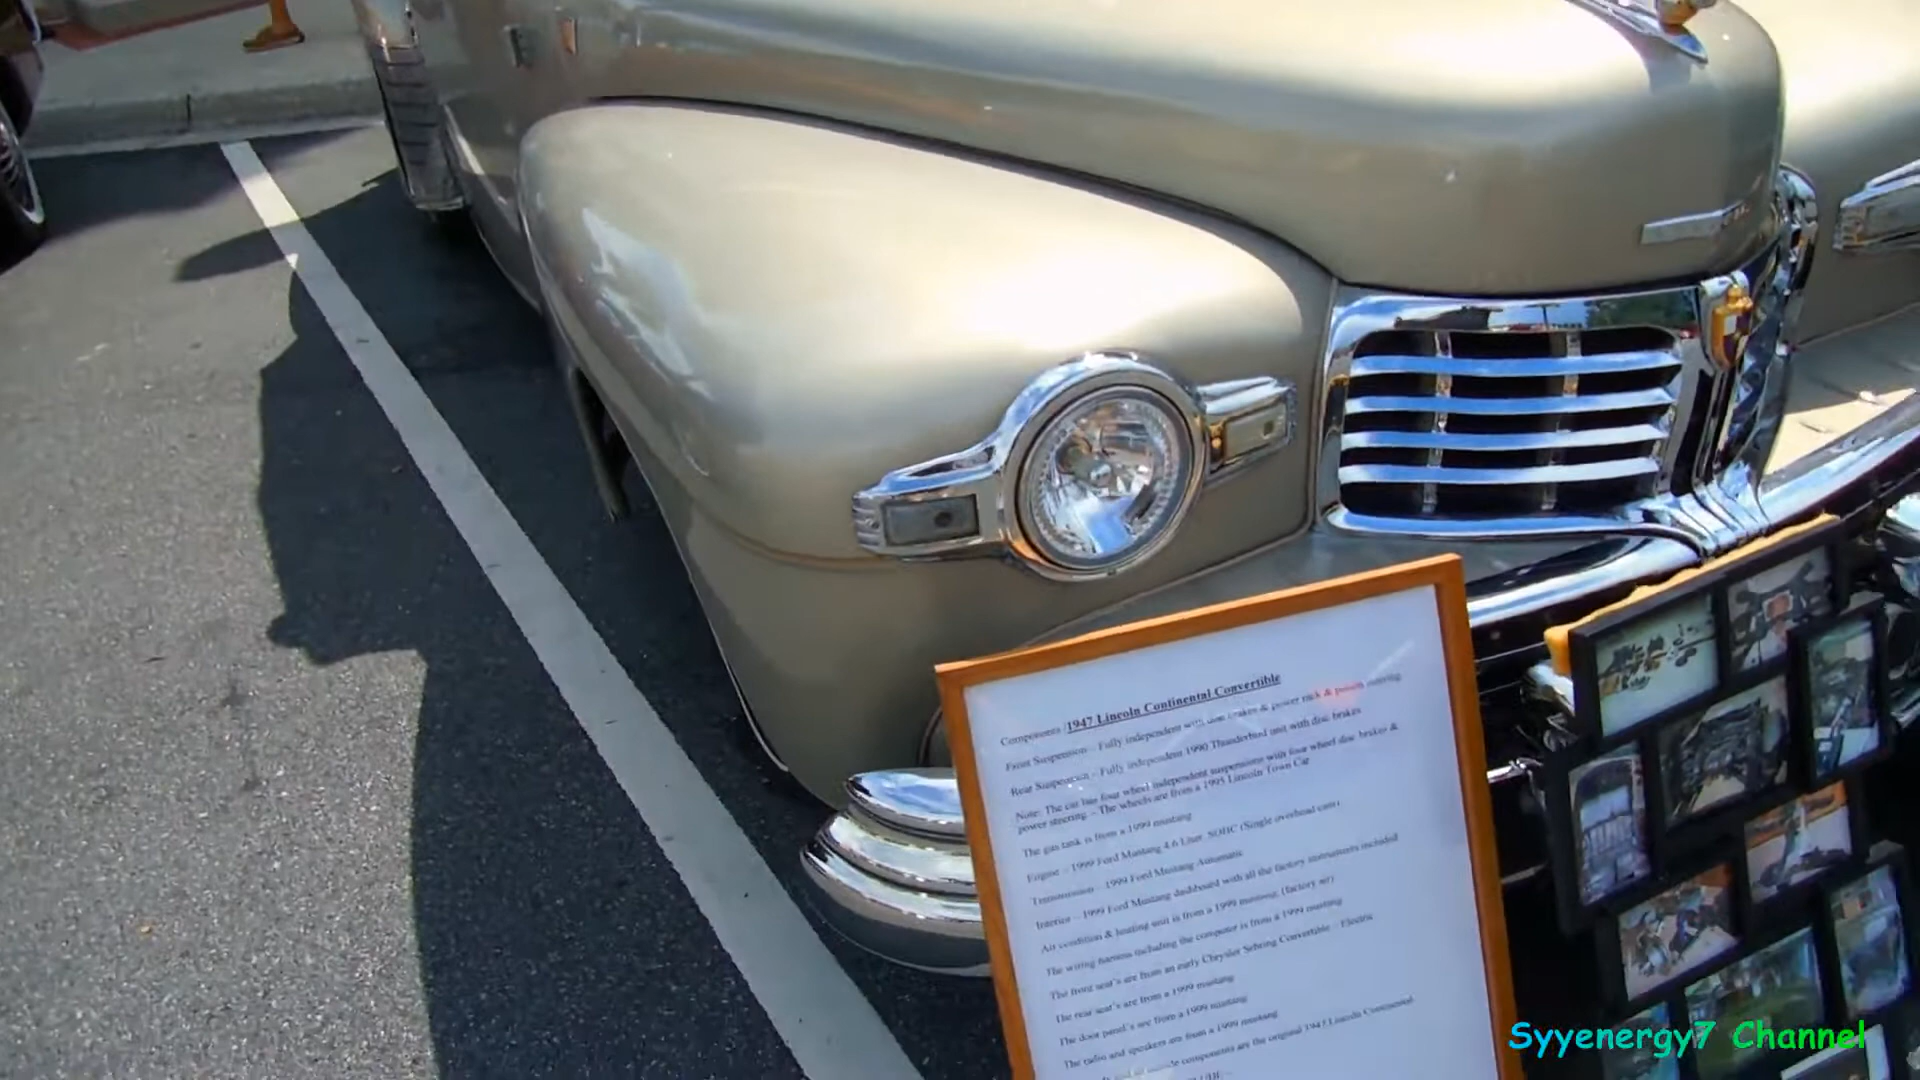 1947 Lincoln Continental Convertible
Components
Front Suspension – Fully independent with disc brakes & power rack & pinion steering
Rear Suspension – Fully independent 1990 Thunderbird unit with disc brakes
Note: The car has four wheel independent suspensions with four wheel disc brakes &
power steering. – The wheels are from a 1995 Lincoln Town Car
The gas tank is from a 1999 mustang
Engine – 1999 Ford Mustang 4.6 Liter SOHC (Single overhead cam)
Transmission – 1999 Ford Mustang Automatic
Interior – 1999 Ford Mustang dashboard with all the factory instruments included
Air condition & heating unit is from a 1999 mustang (factory air)
The wiring harness including the computer is from a 1999 mustang
The front seat's are from an early Chrysler Sebring Convertible – Electric
The rear seat's are from a 1999 mustang
The door panel's are from a 1999 mustang
The radio and speakers are from a 1999 mustang
components are the original 1947 Lincoln Continental
Syyenergy7 Channel